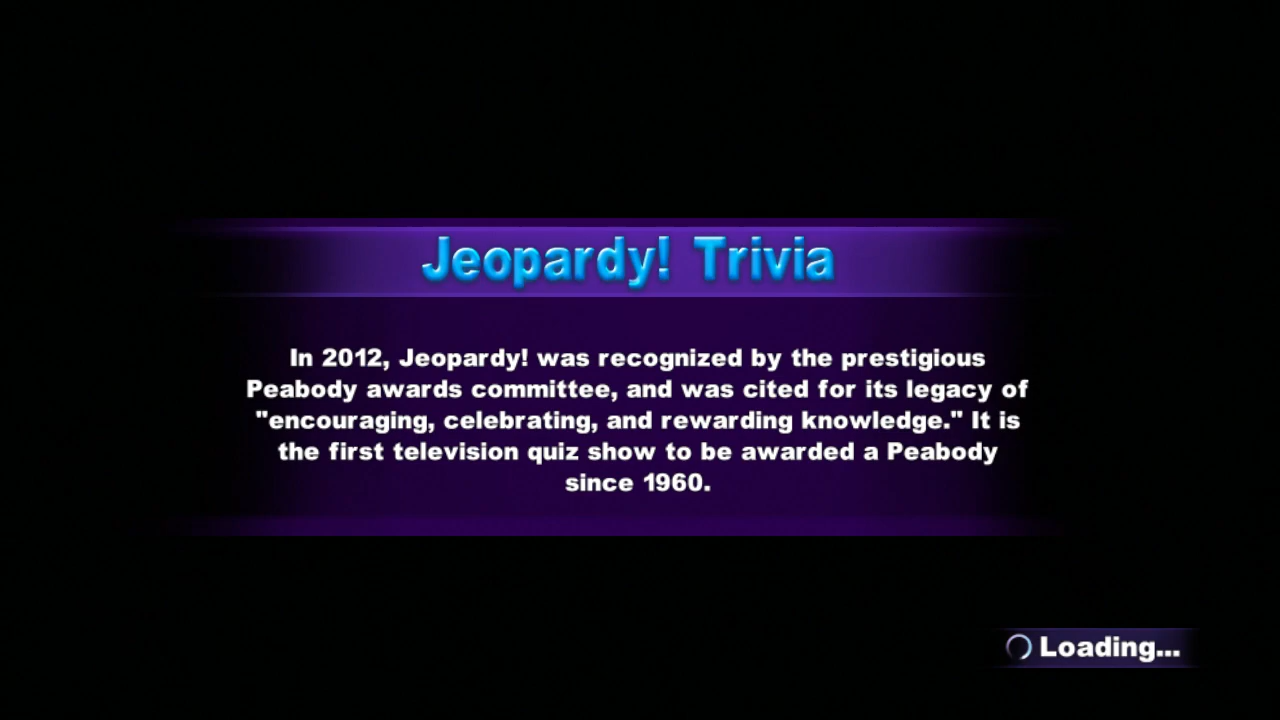 Jeopardy! Trivia
In 2012, Jeopardy! was recognized by the prestigious
Peabody awards committee, and was cited for its legacy of
"encouraging, celebrating, and rewarding knowledge." It is
the first television quiz show to be awarded a Peabody
since 1960.
Loading...